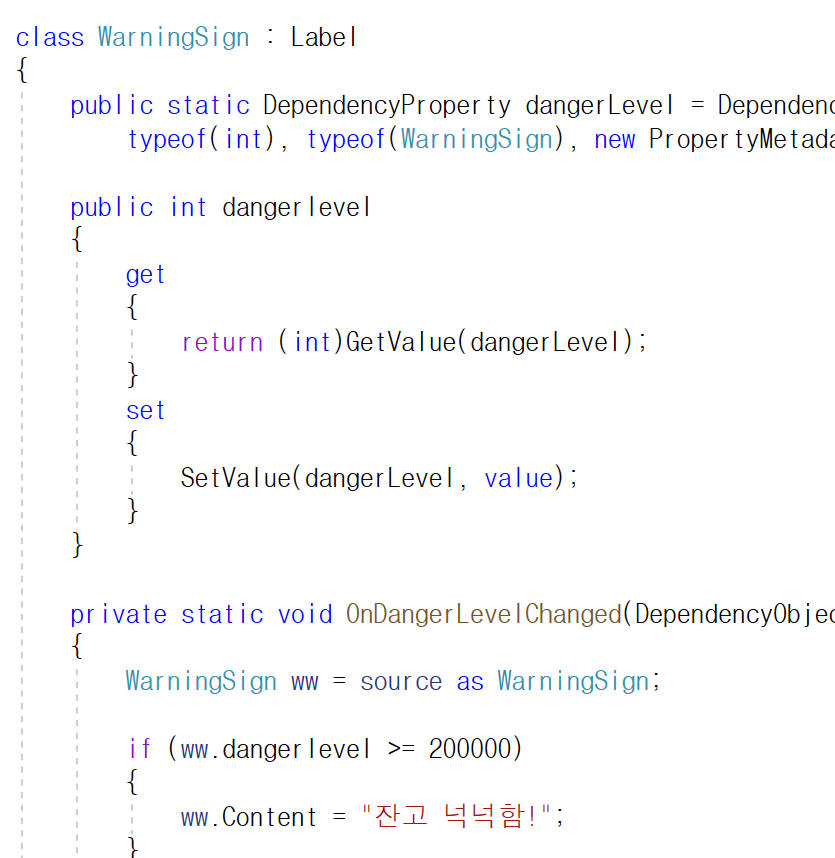 class WarningSign : Label
{
public static DependencyProperty dangerLevel = Dependenc
typeof(int), typeof(WarningSign), new PropertyMetada
public int dangerlevel
{
get
{
return (int)GetValue(dangerLevel);
}
set
{
SetValue(dangerLevel, value);
}
}
private static void OnDangerLevelChanged(DependencyObjec
{
WarningSign ww = source as WarningSign;
if (ww.dangerlevel >= 200000)
{
ww.Content = "잔고 넉넉함!";
}